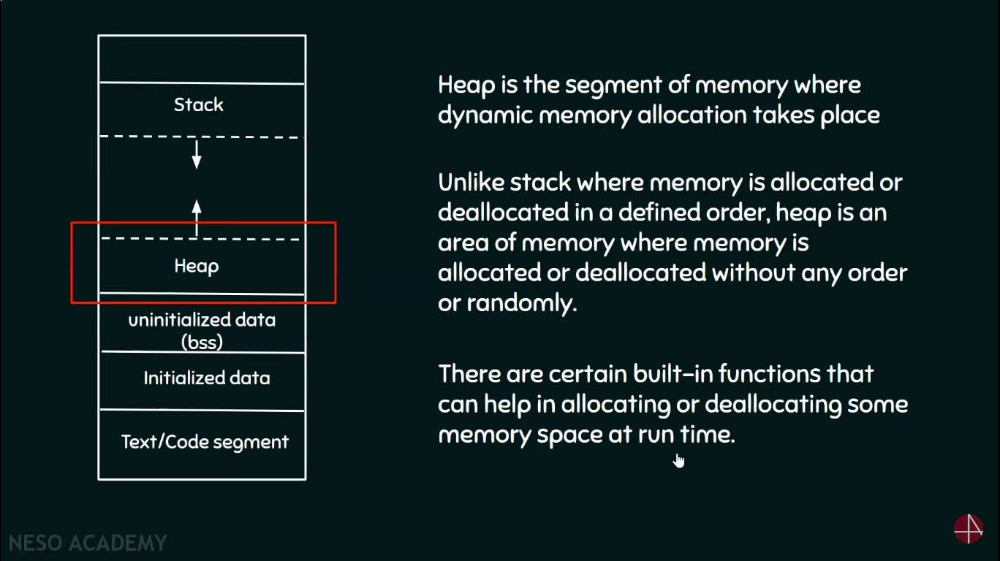 Stack
Heap
uninitialized data
(bss)
Initialized data
Text/Code segment
Heap is the segment of memory where
dynamic memory allocation takes place
Unlike stack where memory is allocated or
deallocated in a defined order, heap is an
area of memory where memory is
allocated or deallocated without any order
or randomly.
There are certain built-in functions that
can help in allocating or deallocating some
memory space at run time.
NESO ACADEMY